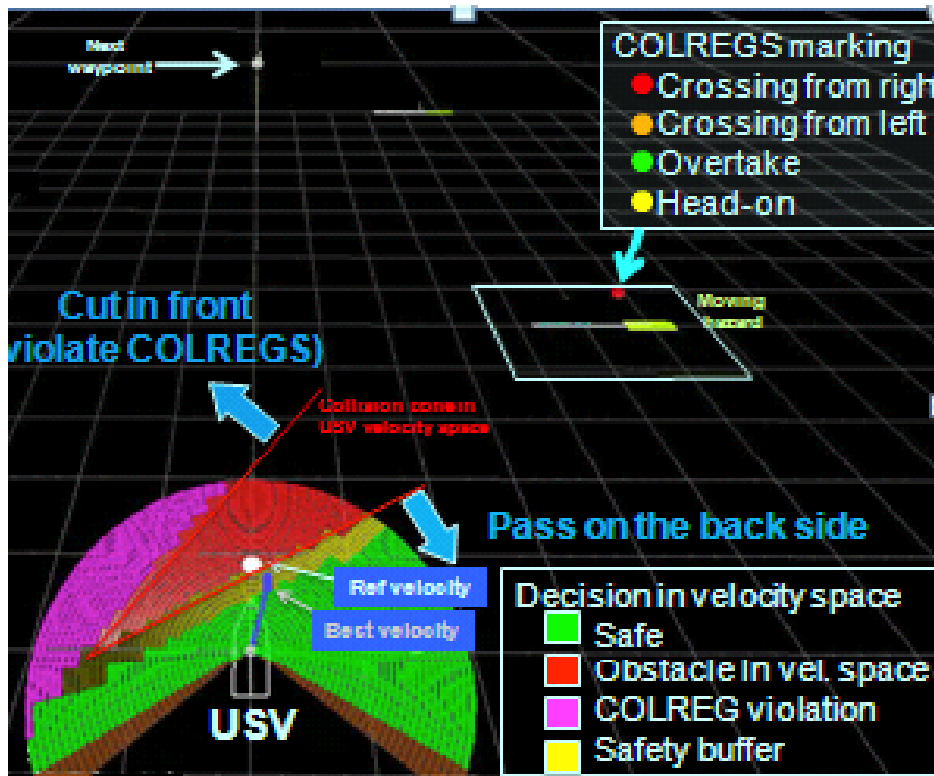 Next
waypoint
COLREGS marking
Crossing from right
Crossing from left
Overtake
Head-on
Moving
hazard
Cut in front
violate COLREGS)
Collision cone in
USV velocity space
Pass on the back side
Ref velocity
Best velocity
USV
Decision in velocity space
Safe
Obstacle in vel. space
COLREG violation
Safety buffer